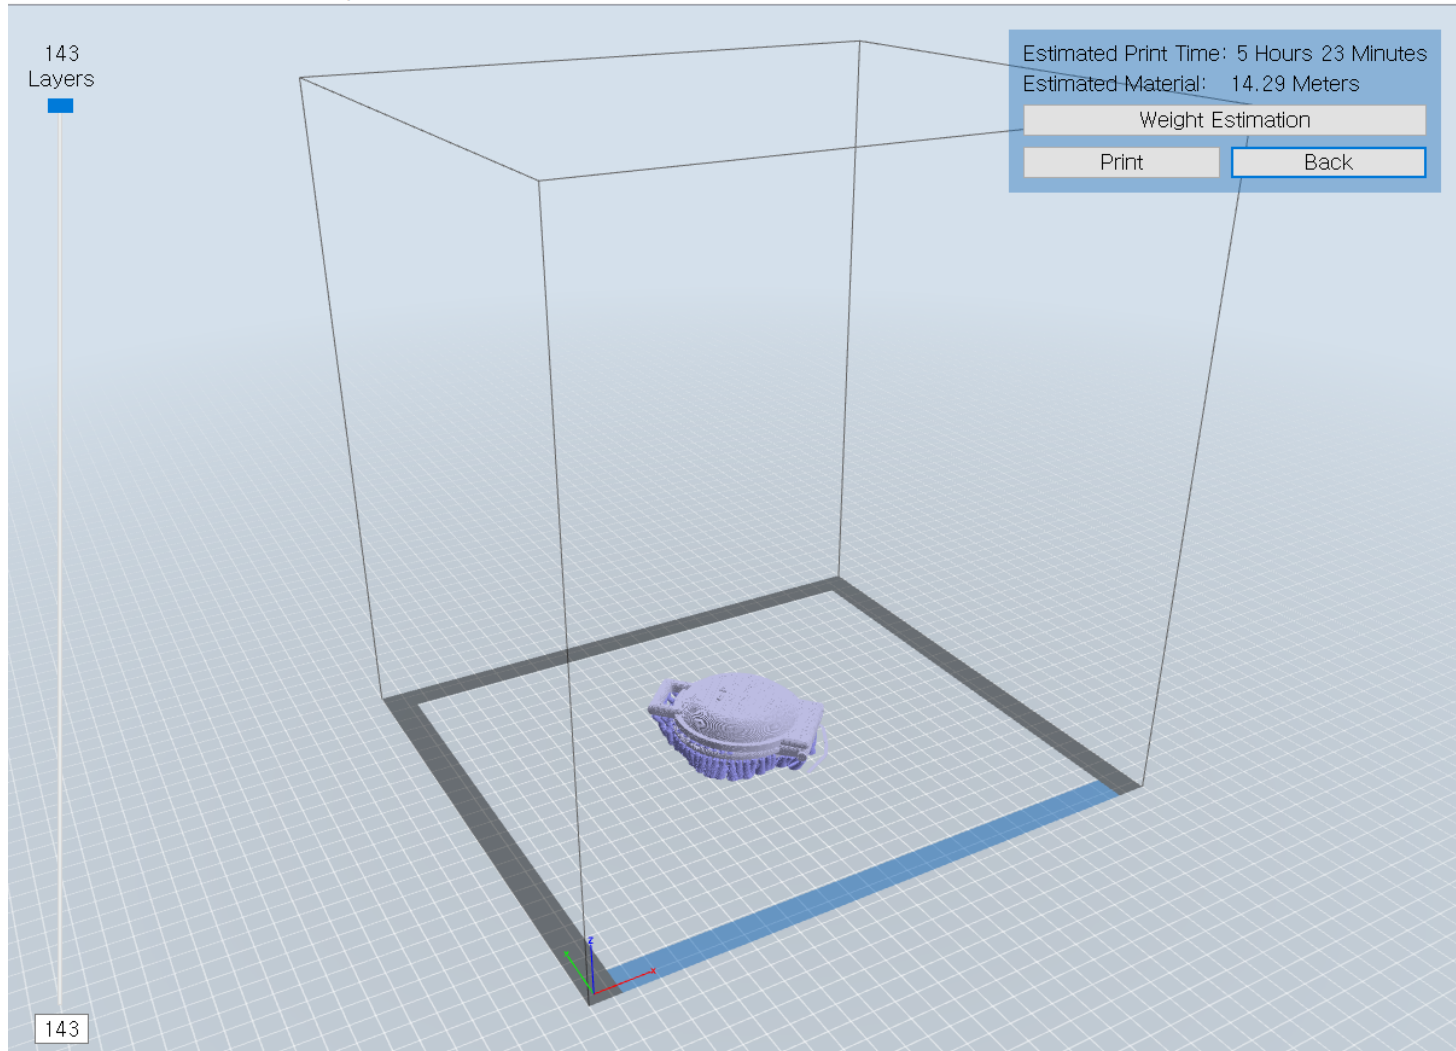 143
Layers
Estimated Print Time: 5 Hours 23 Minutes
Estimated Material: 14.29 Meters
Weight Estimation
Print
Back
z
x
143